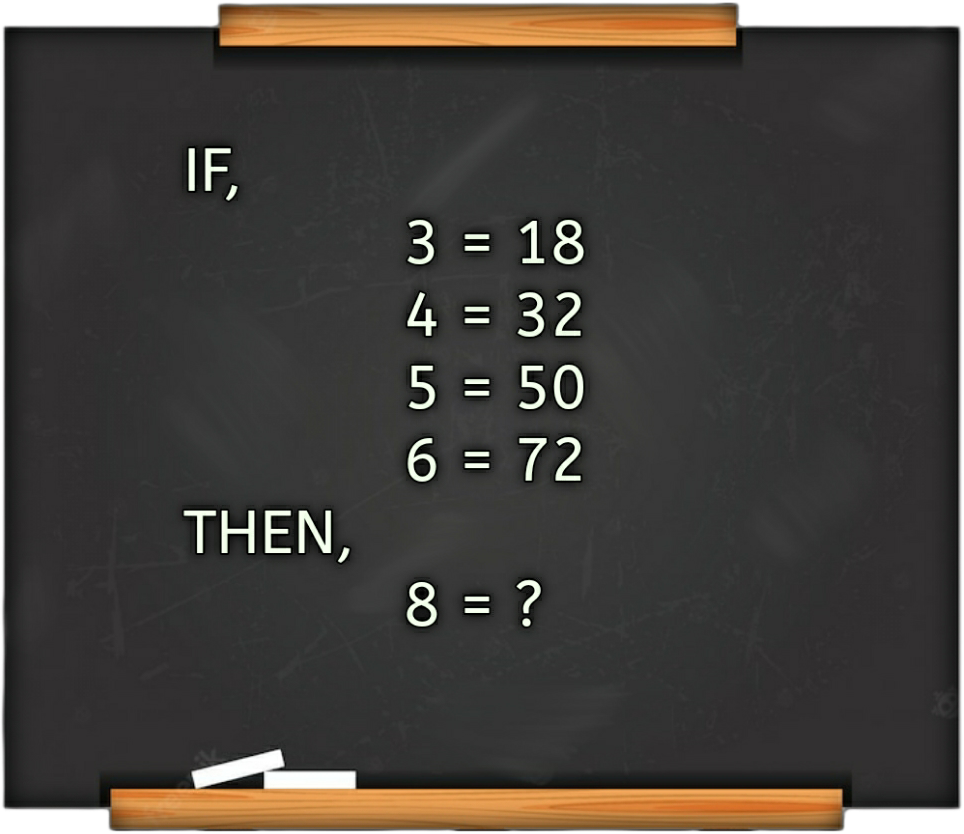 IF,
3 = 18
4 = 32
5 = 50
6 = 72
THEN,
8 = ?